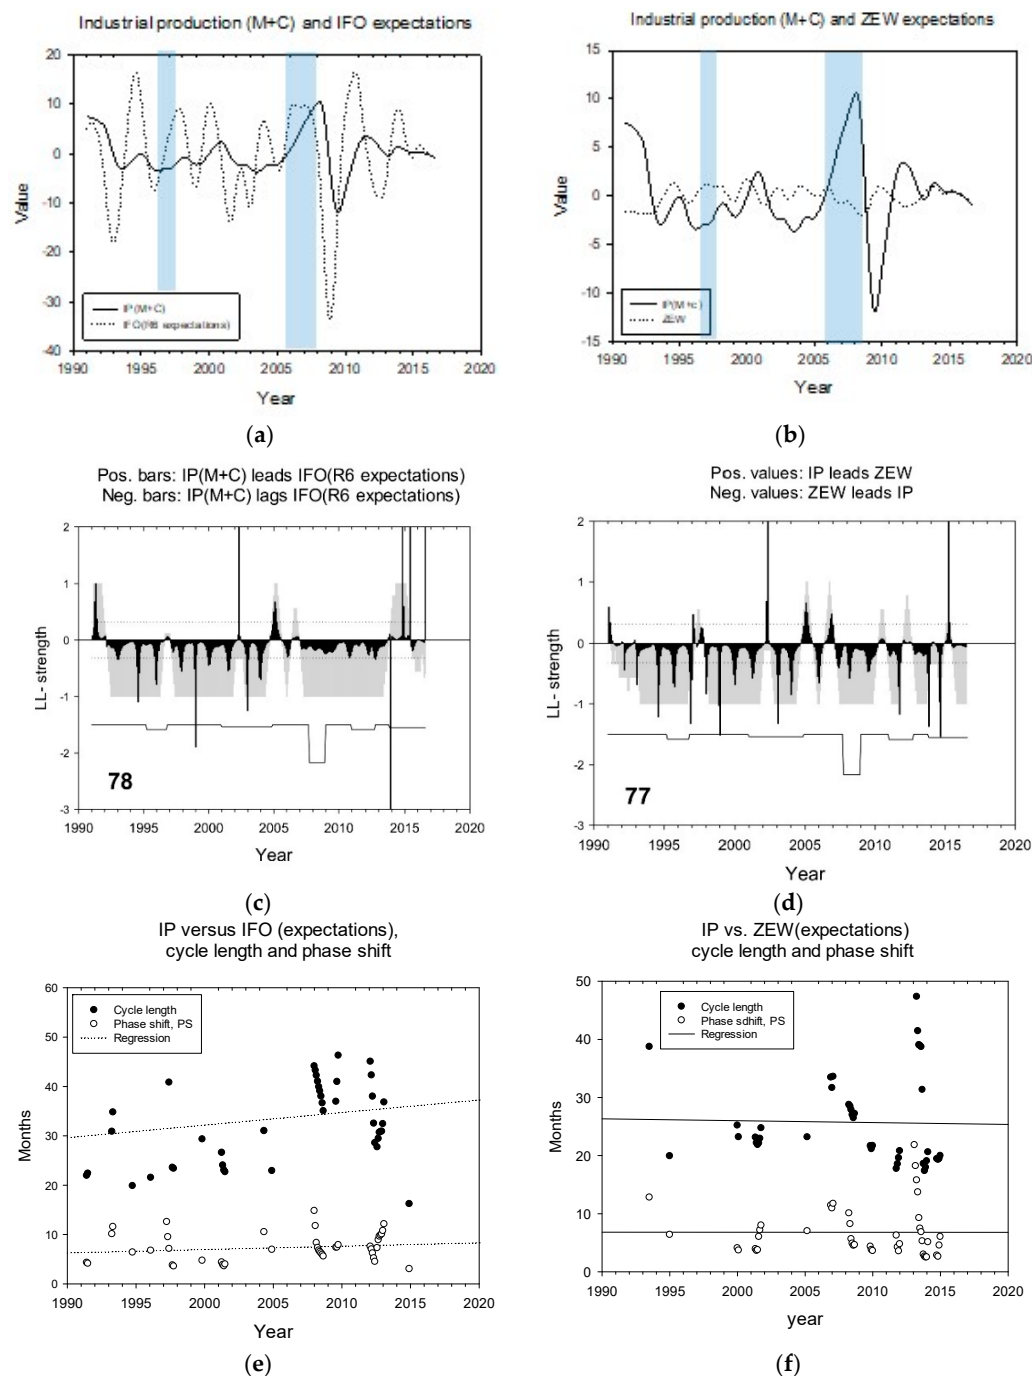 Industrial production (M+C) and IFO expectations
20
10
0
-10
-20
-30
-40
Value
IP(M+C)
IFO(R6 expectations)
1990 1995 2000 2005 2010 2015 2020
Year
(a)
Industrial production (M+C) and ZEW expectations
15
10
5
0
-5
-10
-15
Value
IP(M+c)
ZEW
1990 1995 2000 2005 2010 2015 2020
Year
(b)
Pos. bars: IP(M+C) leads IFO(R6 expectations)
Neg. bars: IP(M+C) lags IFO(R6 expectations)
2
1
0
-1
-2
-3
LL- strength
78
1990 1995 2000 2005 2010 2015 2020
Year
(c)
Pos. values: IP leads ZEW
Neg. values: ZEW leads IP
2
1
0
-1
-2
-3
LL- strength
77
1990 1995 2000 2005 2010 2015 2020
Year
(d)
IP versus IFO (expectations),
cycle length and phase shift
60
50
40
30
20
10
0
Months
Cycle length
Phase shift, PS
Regression
1990 1995 2000 2005 2010 2015 2020
Year
(e)
IP vs. ZEW(expectations)
cycle length and phase shift
50
40
30
20
10
0
Months
Cycle length
Phase sdhift, PS
Regression
1990 1995 2000 2005 2010 2015 2020
year
(f)